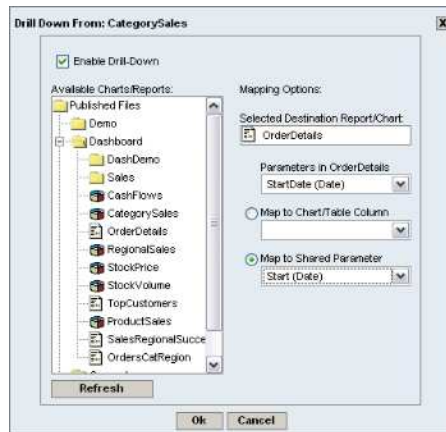 Drill Down From: CategorySales
X
Enable Drill-Down
Available Charts/Reports:
Published Files
Demo
Dashboard
DashDemo
Sales
CashFlows
CategorySales
OrderDetails
RegionalSales
StockPrice
StockVolume
TopCustomers
ProductSales
SalesRegionalSucce
OrdersCatRegion
Refresh
Mapping Options:
Selected Destination Report/Chart:
OrderDetails
Parameters in OrderDetails
StartDate (Date)
Map to Chart/Table Column
Map to Shared Parameter
Start (Date)
Ok
Cancel